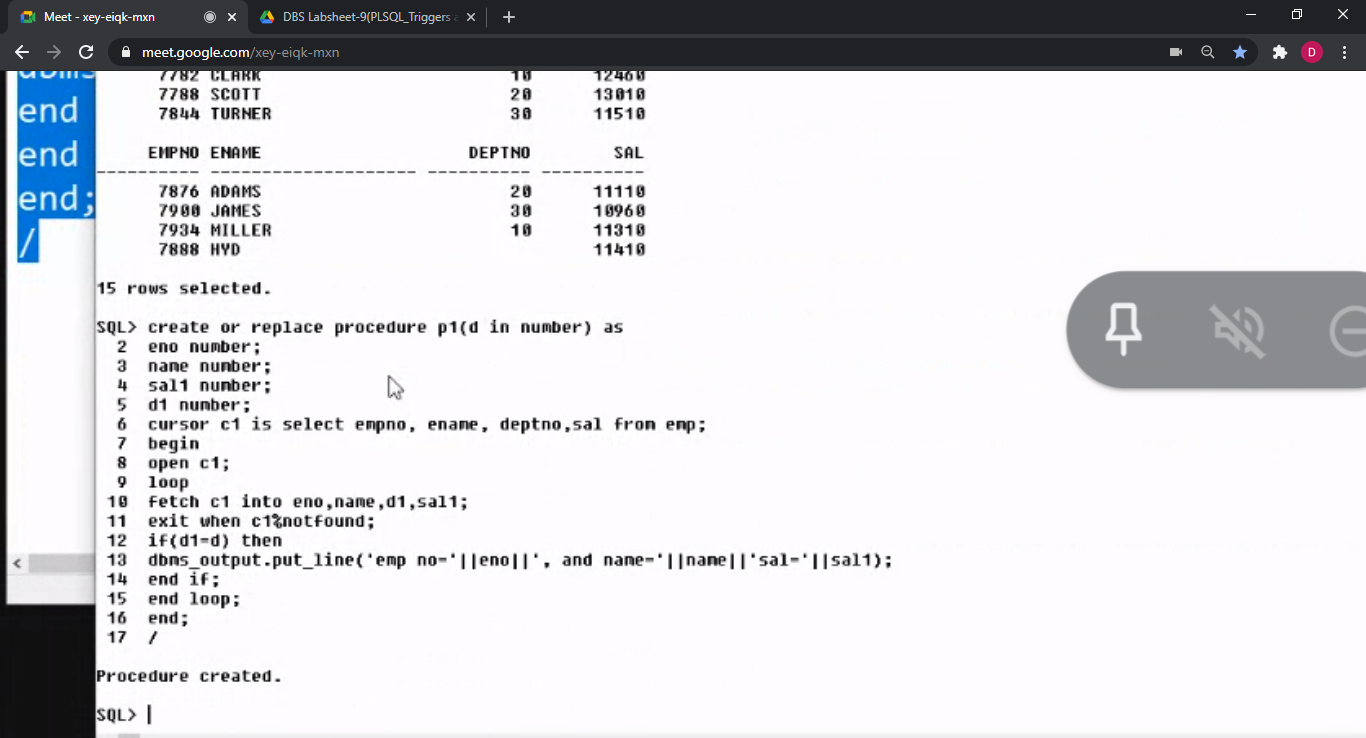 Meet - xey-eiqk-mxn
DBS Labsheet-9(PLSQL_Triggers a
meet.google.com/xey-eiqk-mxn
D
dbms
end
end
end;
/
7782 CLARK 10 12460
7788 SCOTT 20 13010
7844 TURNER 30 11510
EMPNO ENAME DEPTNO SAL
---------- -------------------- ---------- ----------
7876 ADAMS 20 11110
7900 JAMES 30 10960
7934 MILLER 10 11310
7888 HYD 11410
15 rows selected.
SQL> create or replace procedure p1(d in number) as
2 eno number;
3 name number;
4 sal1 number;
5 d1 number;
6 cursor c1 is select empno, ename, deptno,sal from emp;
7 begin
8 open c1;
9 loop
10 fetch c1 into eno,name,d1,sal1;
11 exit when c1%notfound;
12 if(d1=d) then
13 dbms_output.put_line('emp no='||eno||', and name='||name||'sal='||sal1);
14 end if;
15 end loop;
16 end;
17 /
Procedure created.
SQL>